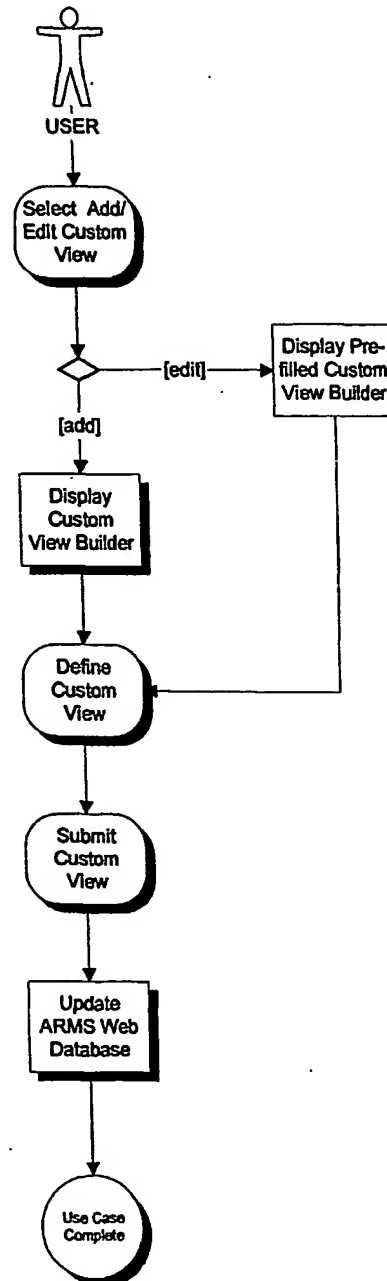 USER
Select Add/
Edit Custom
View
[edit]
Display Pre-
filled Custom
View Builder
[add]
Display
Custom
View Builder
Define
Custom
View
Submit
Custom
View
Update
ARMS Web
Database
Use Case
Complete